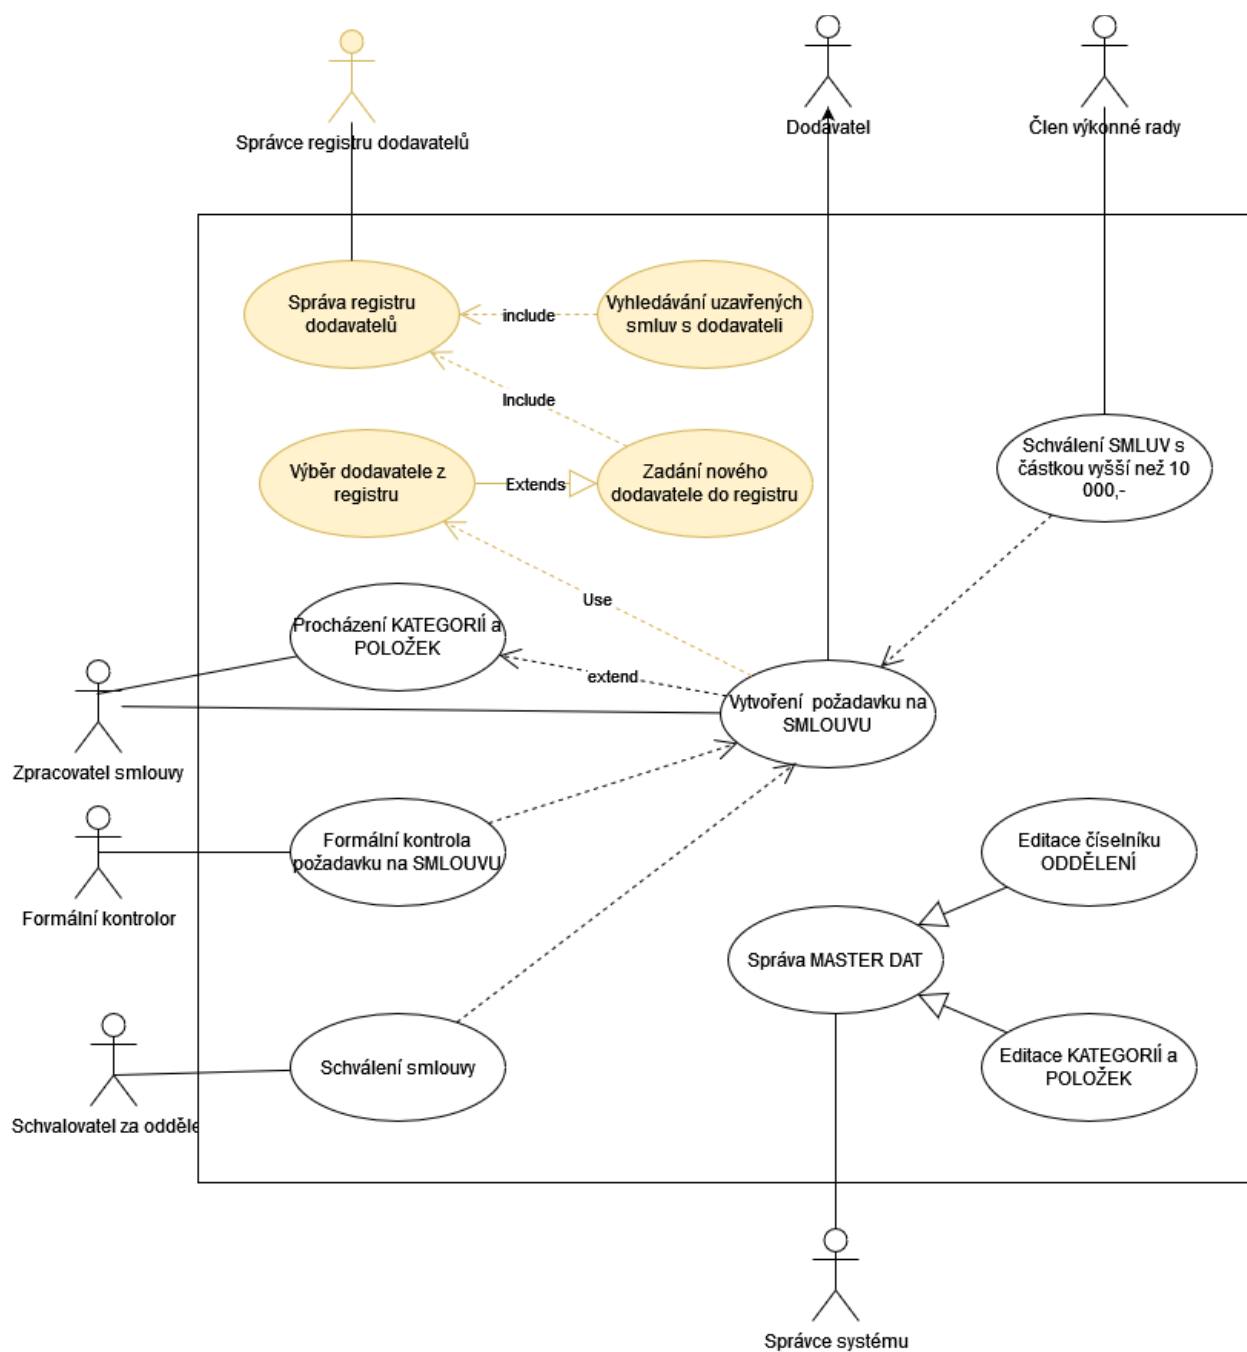 Správce registru dodavatelů
Dodavatel
Člen výkonné rady
Správa registru
dodavatelů
include
Vyhledávání uzavřených
smluv s dodavateli
Include
Výběr dodavatele z
registru
Extends
Zadání nového
dodavatele do registru
Schválení SMLUV s
částkou vyšší než 10
000,-
Use
Procházení KATEGORIÍ a
POLOŽEK
extend
Vytvoření požadavku na
SMLOUVU
Zpracovatel smlouvy
Formální kontrola
požadavku na SMLOUVU
Formální kontrolor
Editace číselníku
ODDĚLENÍ
Správa MASTER DAT
Editace KATEGORIÍ a
POLOŽEK
Schválení smlouvy
Schvalovatel za odděle
Správce systému